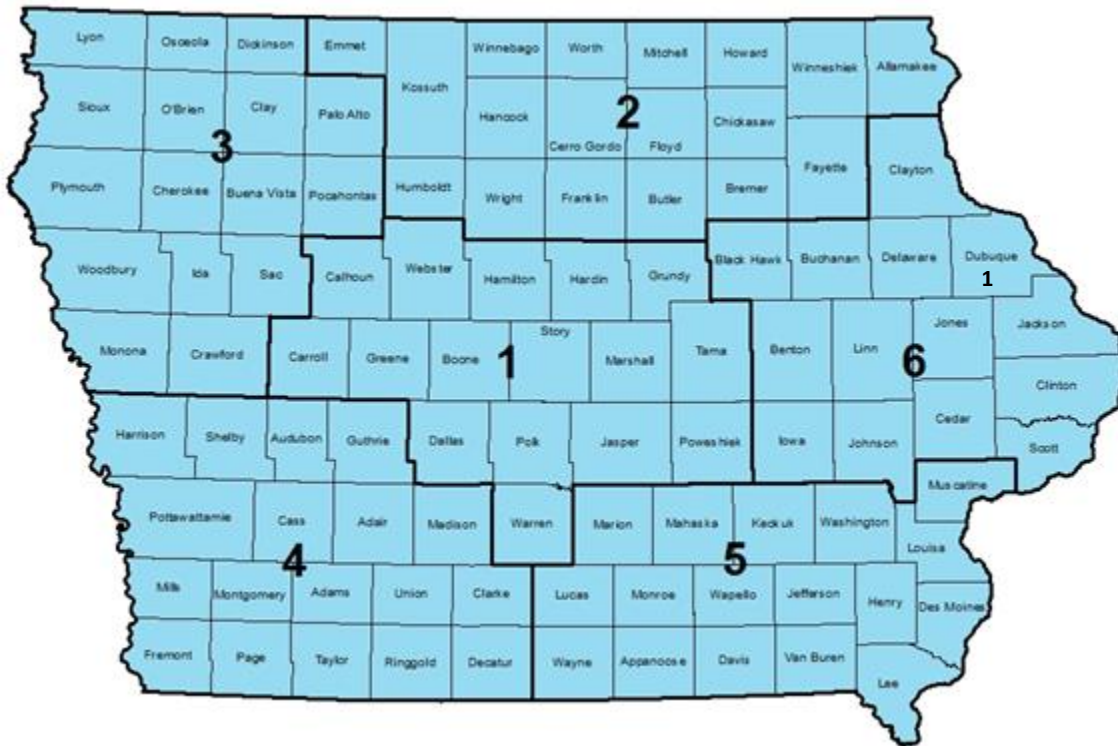 Lyon Osceola Dickinson Emmet Winnebago Worth Mitchell Howard Winneshiek Allamakee
Kossuth
Sioux O'Brien Clay Palo Alto Hancock 2 Chickasaw
3 Cerro Gordo Floyd
Plymouth Cherokee Buena Vista Pocahontas Humboldt Wright Franklin Butler Bremer Fayette Clayton
Woodbury Ida Sac Calhoun Webster Hamilton Hardin Grundy Black Hawk Buchanan Delaware Dubuque
1
Story Jones Jackson
Monona Crawford Carroll Greene Boone 1 Marshall Tama Benton Linn 6
Clinton
Cedar
Harrison Shelby Audubon Guthrie Dallas Polk Jasper Poweshiek Iowa Johnson Scott
Muscatine
Pottawattamie Cass Adair Madison Warren Marion Mahaska Keokuk Washington
4 5 Louisa
Mills Montgomery Adams Union Clarke Lucas Monroe Wapello Jefferson Henry Des Moines
Fremont Page Taylor Ringgold Decatur Wayne Appanoose Davis Van Buren
Lee